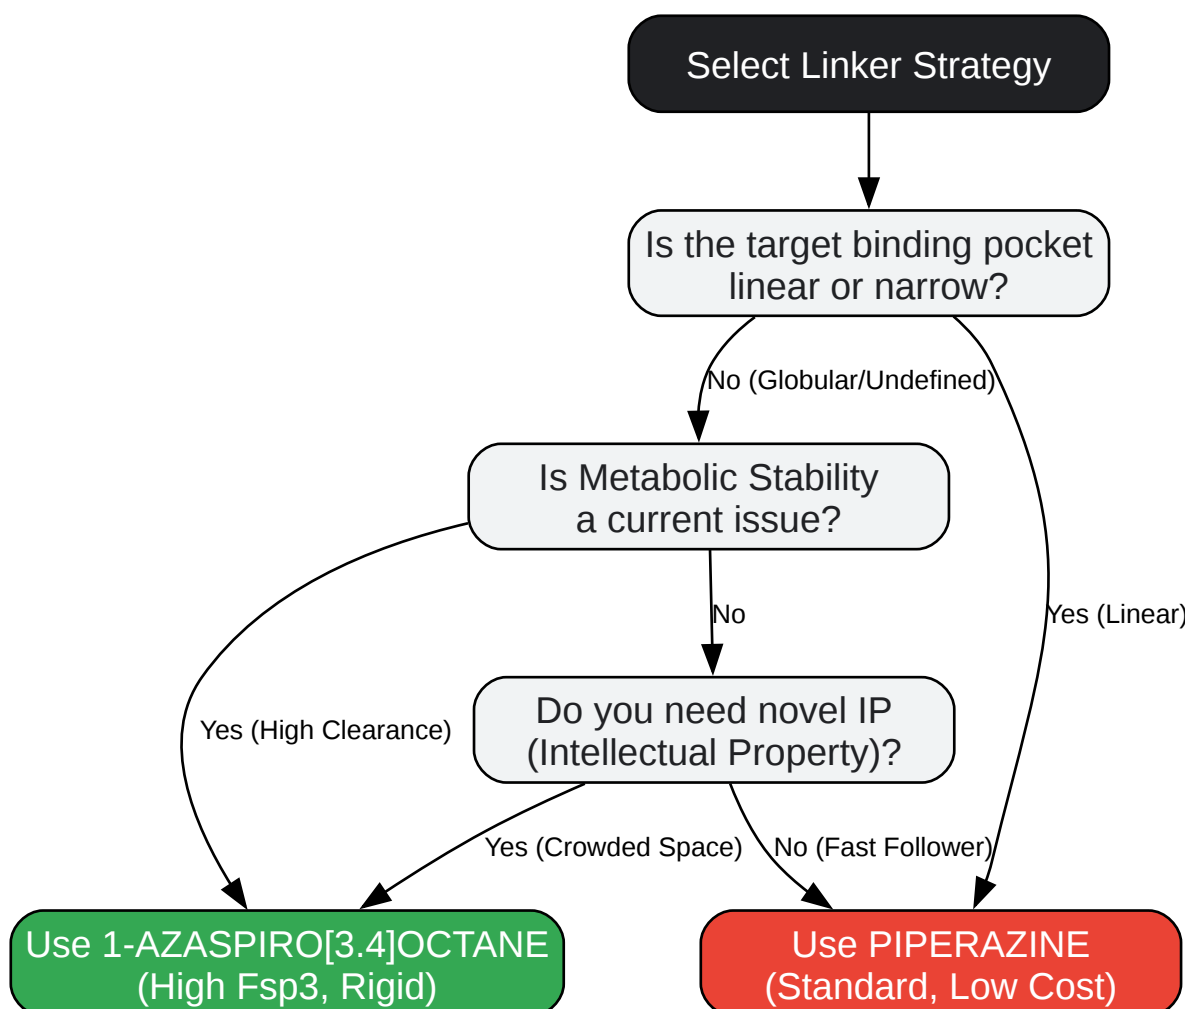 Select Linker Strategy
Is the target binding pocket
linear or narrow?
No (Globular/Undefined)
Is Metabolic Stability
a current issue?
No
Yes (Linear)
Do you need novel IP
(Intellectual Property)?
Yes (High Clearance)
Yes (Crowded Space)
No (Fast Follower)
Use 1-AZASPIRO[3.4]OCTANE
(High Fsp3, Rigid)
Use PIPERAZINE
(Standard, Low Cost)